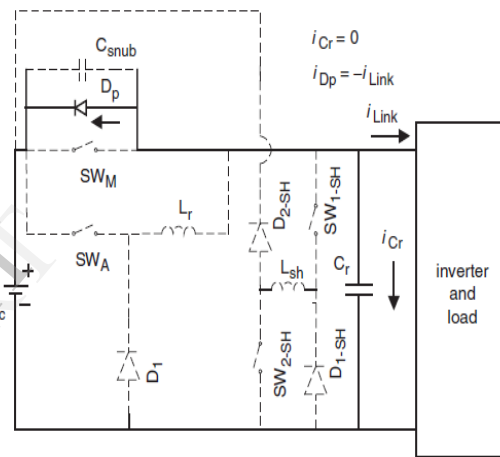 C_snub
i_Cr = 0
D_p
i_Dp = –i_Link
i_Link
SW_M
D_2-SH
SW_1-SH
L_r
SW_A
L_sh
C_r
i_Cr
inverter
and
load
+
–
c
D_1
SW_2-SH
D_1-SH